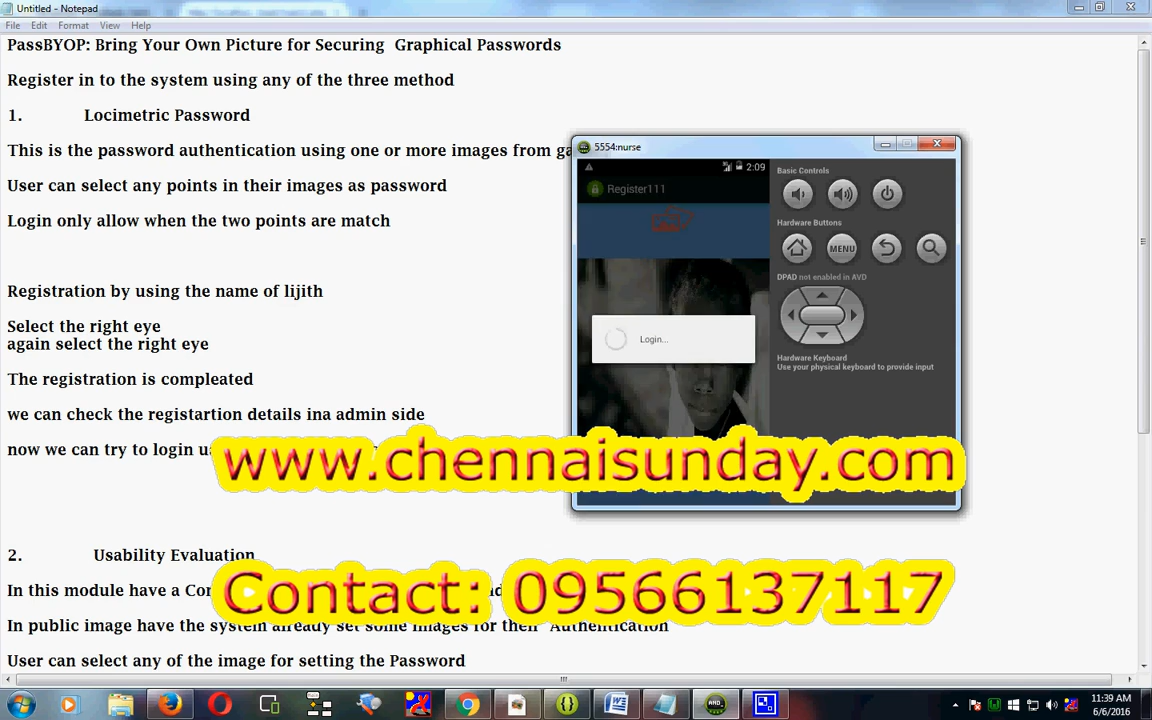 Untitled - Notepad
File Edit Format View Help
PassBYOP: Bring Your Own Picture for Securing Graphical Passwords
Register in to the system using any of the three method
1. Locimetric Password
This is the password authentication using one or more images from
User can select any points in their images as password
Login only allow when the two points are match
Registration by using the name of lijith
Select the right eye
again select the right eye
The registration is compleated
we can check the registartion details ina admin side
now we can try to login
2. Usability Evaluation
In this module have a
In public image have the system already set some images for their Authentication
User can select any of the image for setting the Password
5554:nurse
2:09
Register111
Login...
Basic Controls
Hardware Buttons
MENU
DPAD not enabled in AVD
Hardware Keyboard
Use your physical keyboard to provide input
www.chennaisunday.com
Contact: 09566137117
11:39 AM
6/6/2016